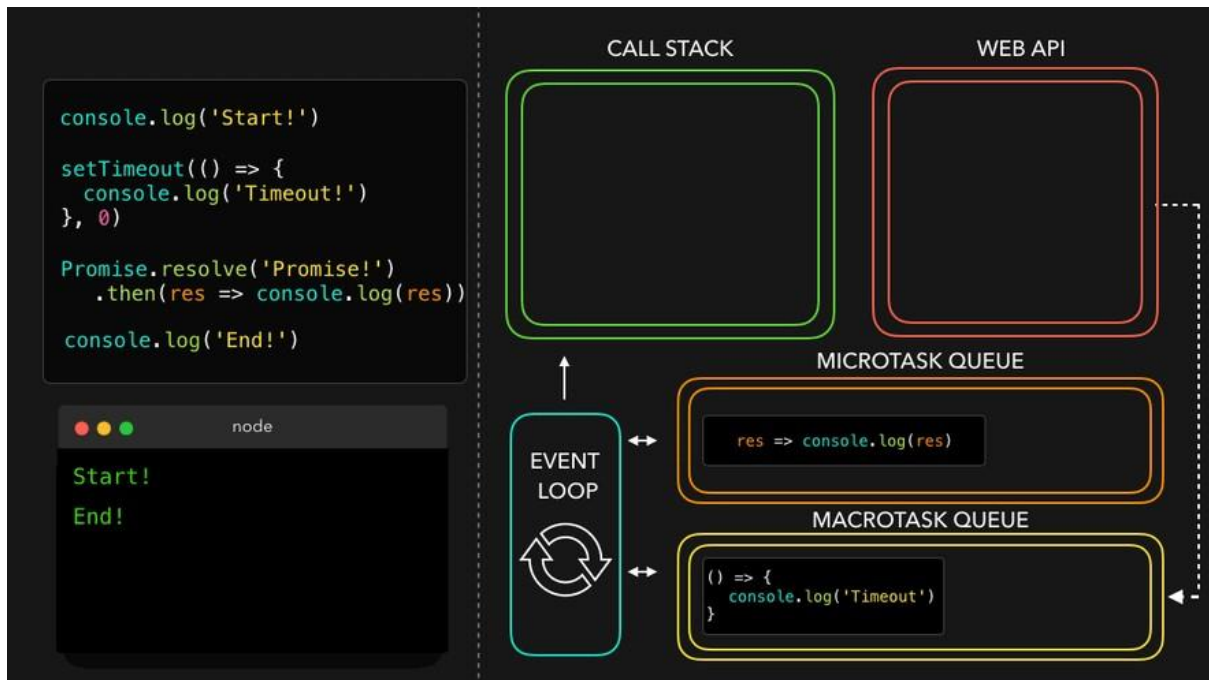 console.log('Start!')
setTimeout(() => {
console.log('Timeout!')
}, 0)
Promise.resolve('Promise!')
.then(res => console.log(res))
console.log('End!')
node
Start!
End!
CALL STACK
WEB API
EVENT
LOOP
MICROTASK QUEUE
res => console.log(res)
MACROTASK QUEUE
() => {
console.log('Timeout')
}